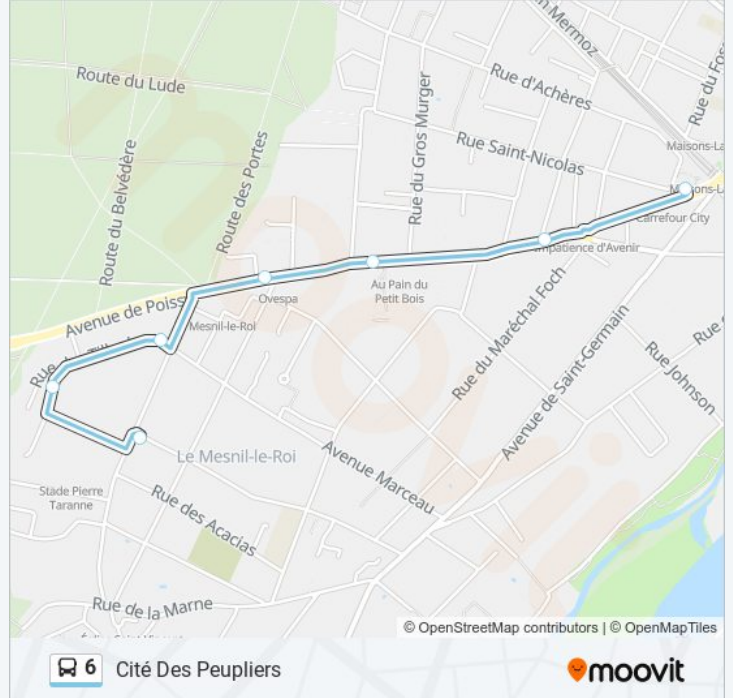 Mermoz
Route du Lude
Rue d'Achères
Rue du Gros Murger
Rue Saint-Nicolas
Route du Belvédère
Route des Portes
Carrefour City
Impatience d'Avenir
Au Pain du
Petit Bois
Ovespa
Avenue de Poiss
Mesnil-le-Roi
Rue du Maréchal Foch
Avenue de Saint-Germain
Rue Johnson
Le Mesnil-le-Roi
Avenue Marceau
Stade Pierre
Taranne
Rue des Acacias
Rue de la Marne
© OpenStreetMap contributors | © OpenMapTiles
6 Cité Des Peupliers
moovit